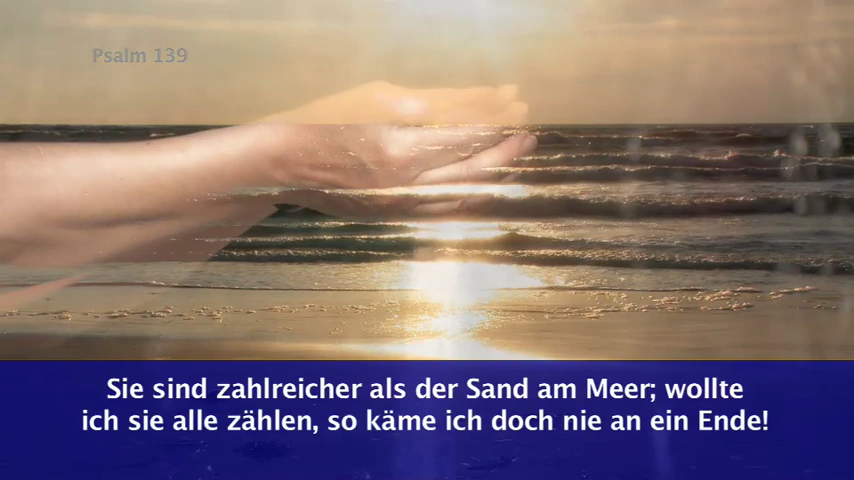 Psalm 139
Sie sind zahlreicher als der Sand am Meer; wollte
ich sie alle zählen, so käme ich doch nie an ein Ende!